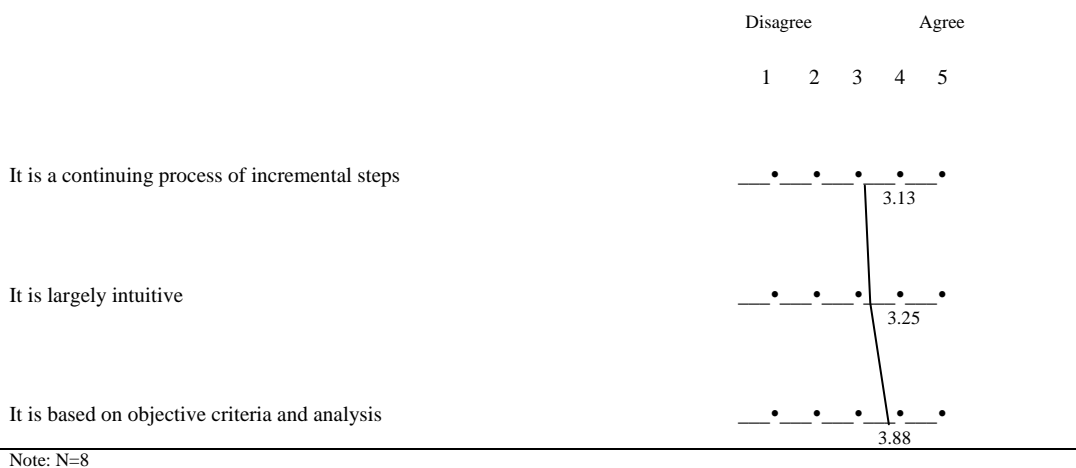 Disagree Agree
1 2 3 4 5
It is a continuing process of incremental steps
3.13
It is largely intuitive
3.25
It is based on objective criteria and analysis
3.88
Note: N=8